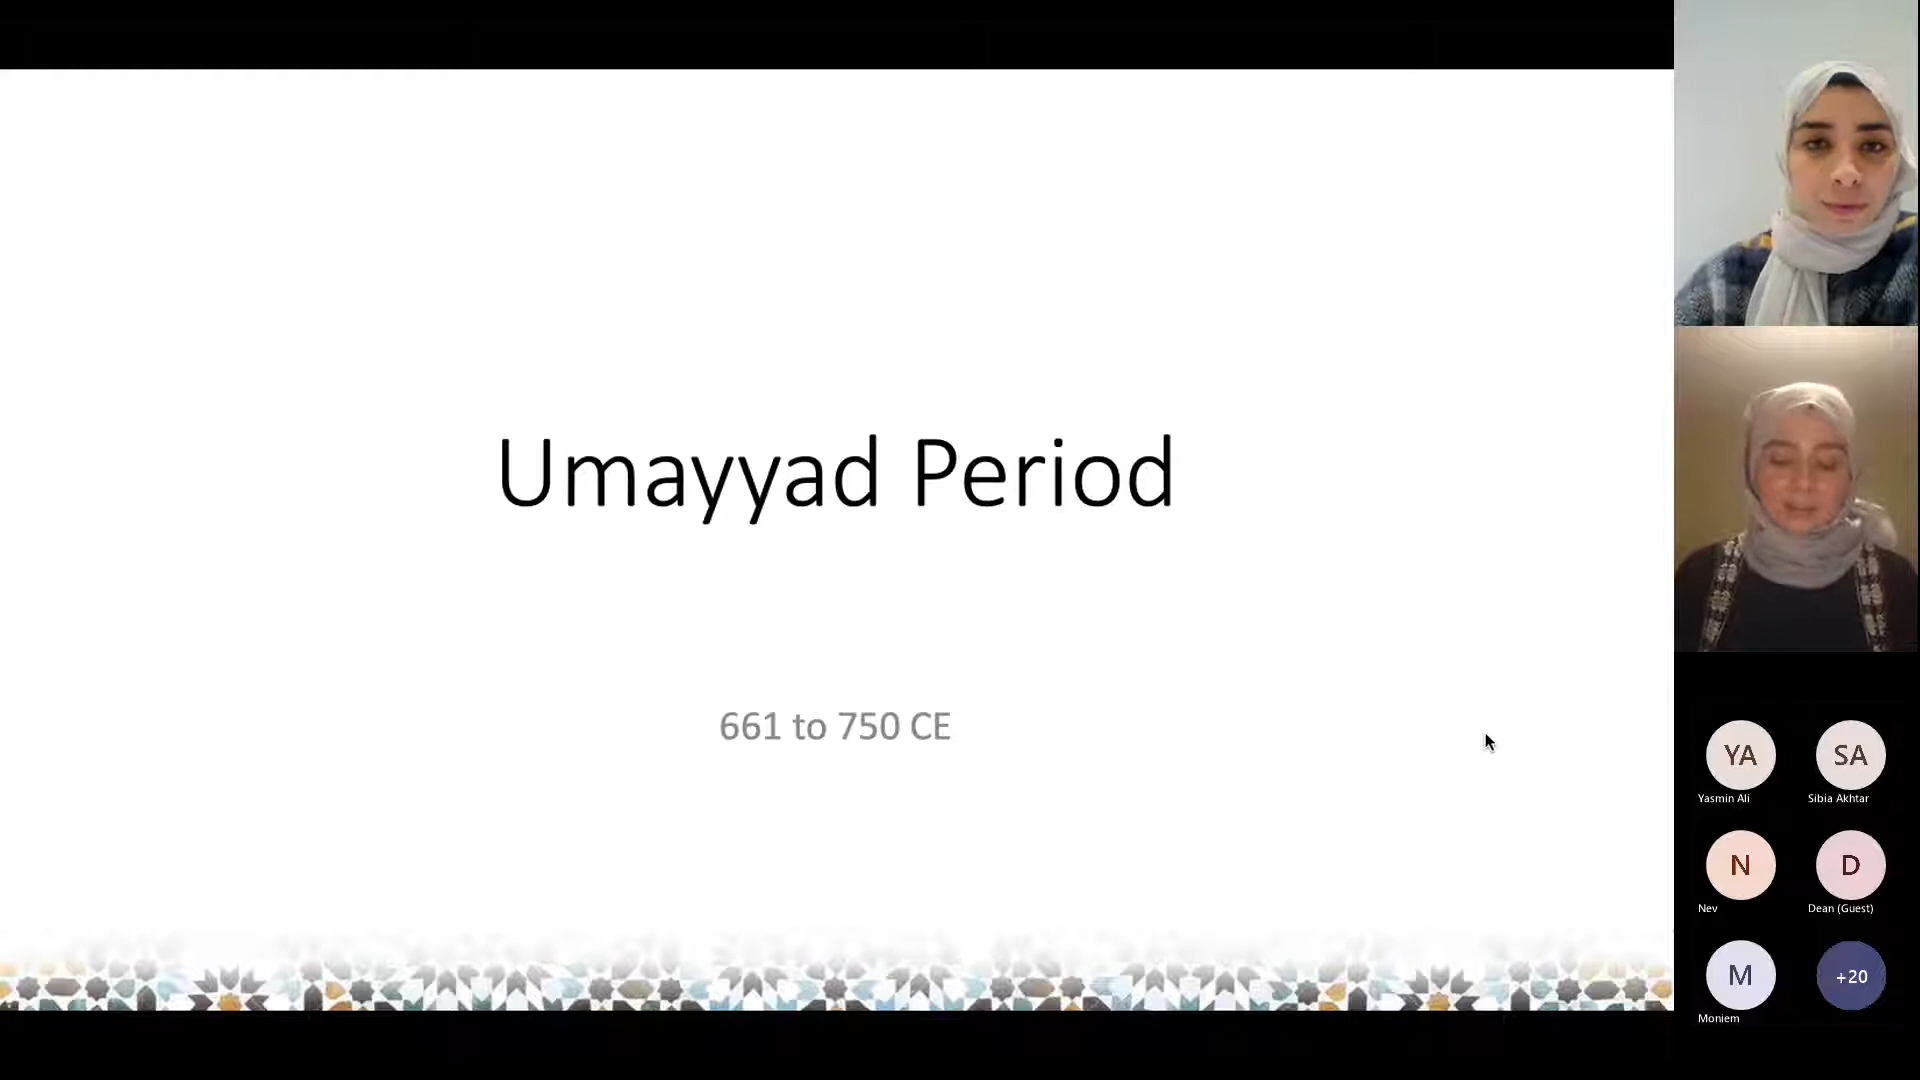 Umayyad Period
661 to 750 CE
YA
Yasmin Ali
SA
Sibia Akhtar
N
Nev
D
Dean (Guest)
M
Moniem
+20